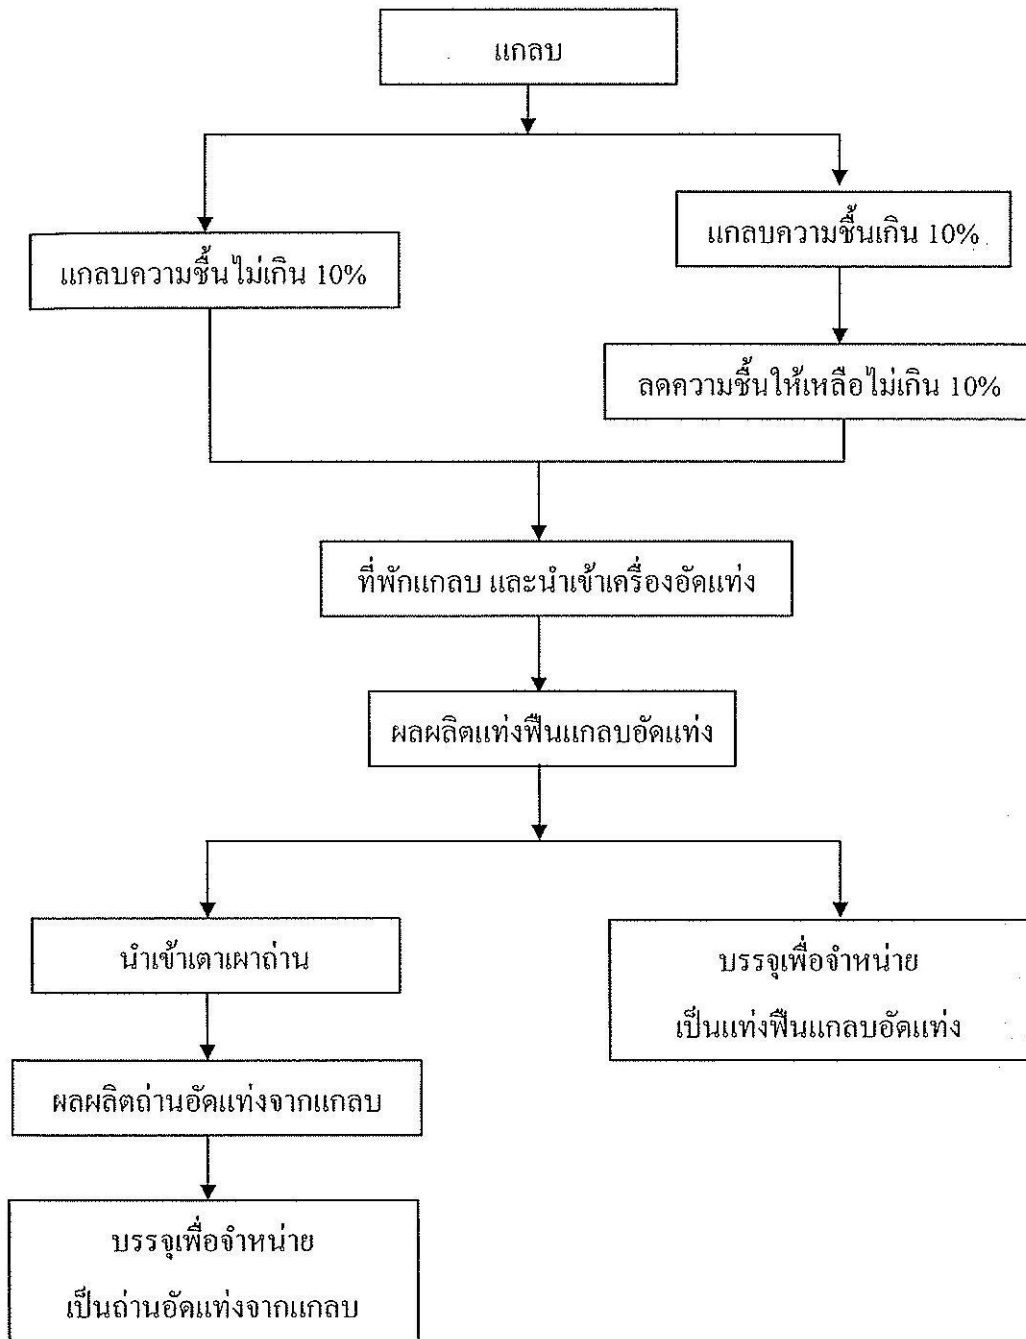 แกลบ
แกลบความชื้นเกิน 10%
แกลบความชื้นไม่เกิน 10%
ลดความชื้นให้เหลือไม่เกิน 10%
ที่พักแกลบ และนำเข้าเครื่องอัดแท่ง
ผลผลิตแท่งฟืนแกลบอัดแท่ง
นำเข้าเตาเผาถ่าน
บรรจุเพื่อจำหน่าย
เป็นแท่งฟืนแกลบอัดแท่ง
ผลผลิตถ่านอัดแท่งจากแกลบ
บรรจุเพื่อจำหน่าย
เป็นถ่านอัดแท่งจากแกลบ